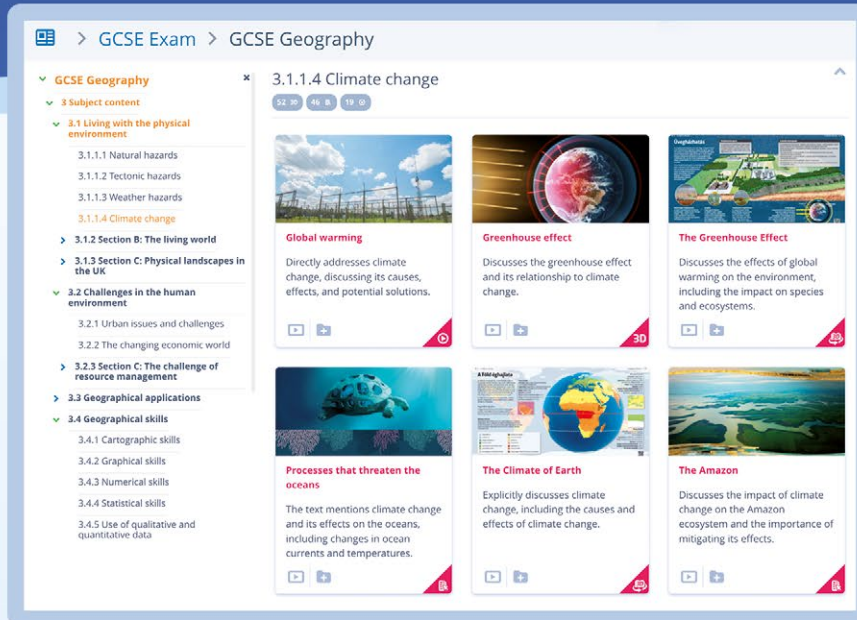 > GCSE Exam > GCSE Geography
GCSE Geography
3 Subject content
3.1 Living with the physical
environment
3.1.1.1 Natural hazards
3.1.1.2 Tectonic hazards
3.1.1.3 Weather hazards
3.1.1.4 Climate change
3.1.2 Section B: The living world
3.1.3 Section C: Physical landscapes in
the UK
3.2 Challenges in the human
environment
3.2.1 Urban issues and challenges
3.2.2 The changing economic world
3.2.3 Section C: The challenge of
resource management
3.3 Geographical applications
3.4 Geographical skills
3.4.1 Cartographic skills
3.4.2 Graphical skills
3.4.3 Numerical skills
3.4.4 Statistical skills
3.4.5 Use of qualitative and
quantitative data
3.1.1.4 Climate change
52 3D 46 19
Global warming
Directly addresses climate
change, discussing its causes,
effects, and potential solutions.
Greenhouse effect
Discusses the greenhouse effect
and its relationship to climate
change.
3D
Üvegházhatás
The Greenhouse Effect
Discusses the effects of global
warming on the environment,
including the impact on species
and ecosystems.
Processes that threaten the
oceans
The text mentions climate change
and its effects on the oceans,
including changes in ocean
currents and temperatures.
A Föld éghajlata
The Climate of Earth
Explicitly discusses climate
change, including the causes and
effects of climate change.
The Amazon
Discusses the impact of climate
change on the Amazon
ecosystem and the importance of
mitigating its effects.